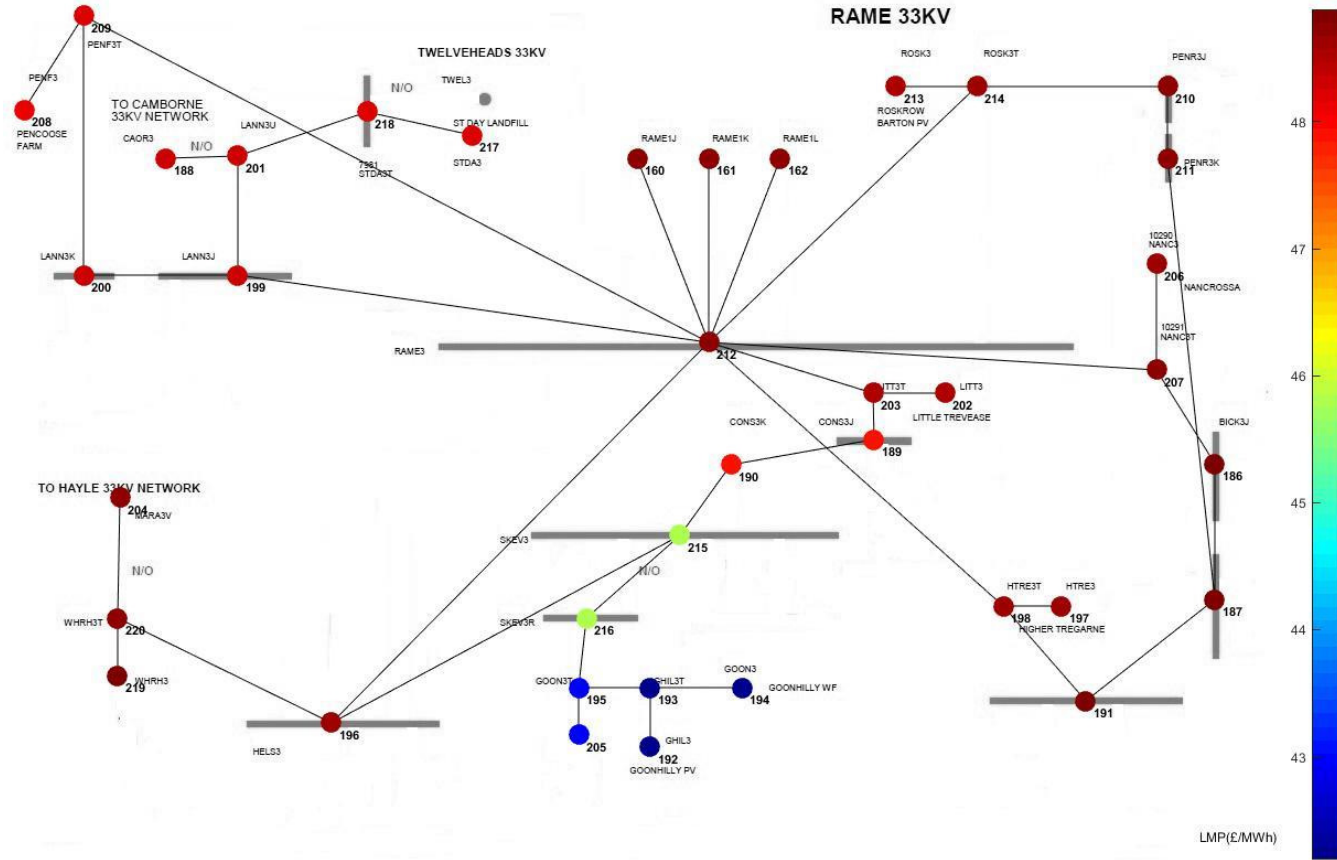 RAME 33KV
209
PENF3T
TWELVEHEADS 33KV
ROSK3
ROSK3T
PENR3J
PENF3
N/O
TWEL3
213
214
210
208
TO CAMBORNE
33KV NETWORK
ROSKROW
BARTON PV
PENCOOSE
FARM
LANN3U
218
ST DAY LANDFILL
48
CAOR3
N/O
217
RAME1J
RAME1K
RAME1L
188
201
7981
STDA3T
STDA3
160
161
162
PENR3K
211
10290
NANC3
LANN3K
LANN3J
47
200
199
206
NANCROSSA
10291
NANC3T
RAME3
212
207
46
ITT3T
LITT3
203
202
LITTLE TREVEASE
CONS3K
CONS3J
BICK3J
189
190
186
TO HAYLE 33KV NETWORK
204
MARA3V
45
SKEV3
215
N/O
N/O
HTRE3T
HTRE3
187
WHRH3T
220
SKEV3R
216
198
197
HIGHER TREGARNE
44
WHRH3
219
GOON3T
GHIL3T
GOON3
195
193
194
GOONHILLY WF
191
196
205
GHIL3
192
HELS3
GOONHILLY PV
43
LMP(£/MWh)